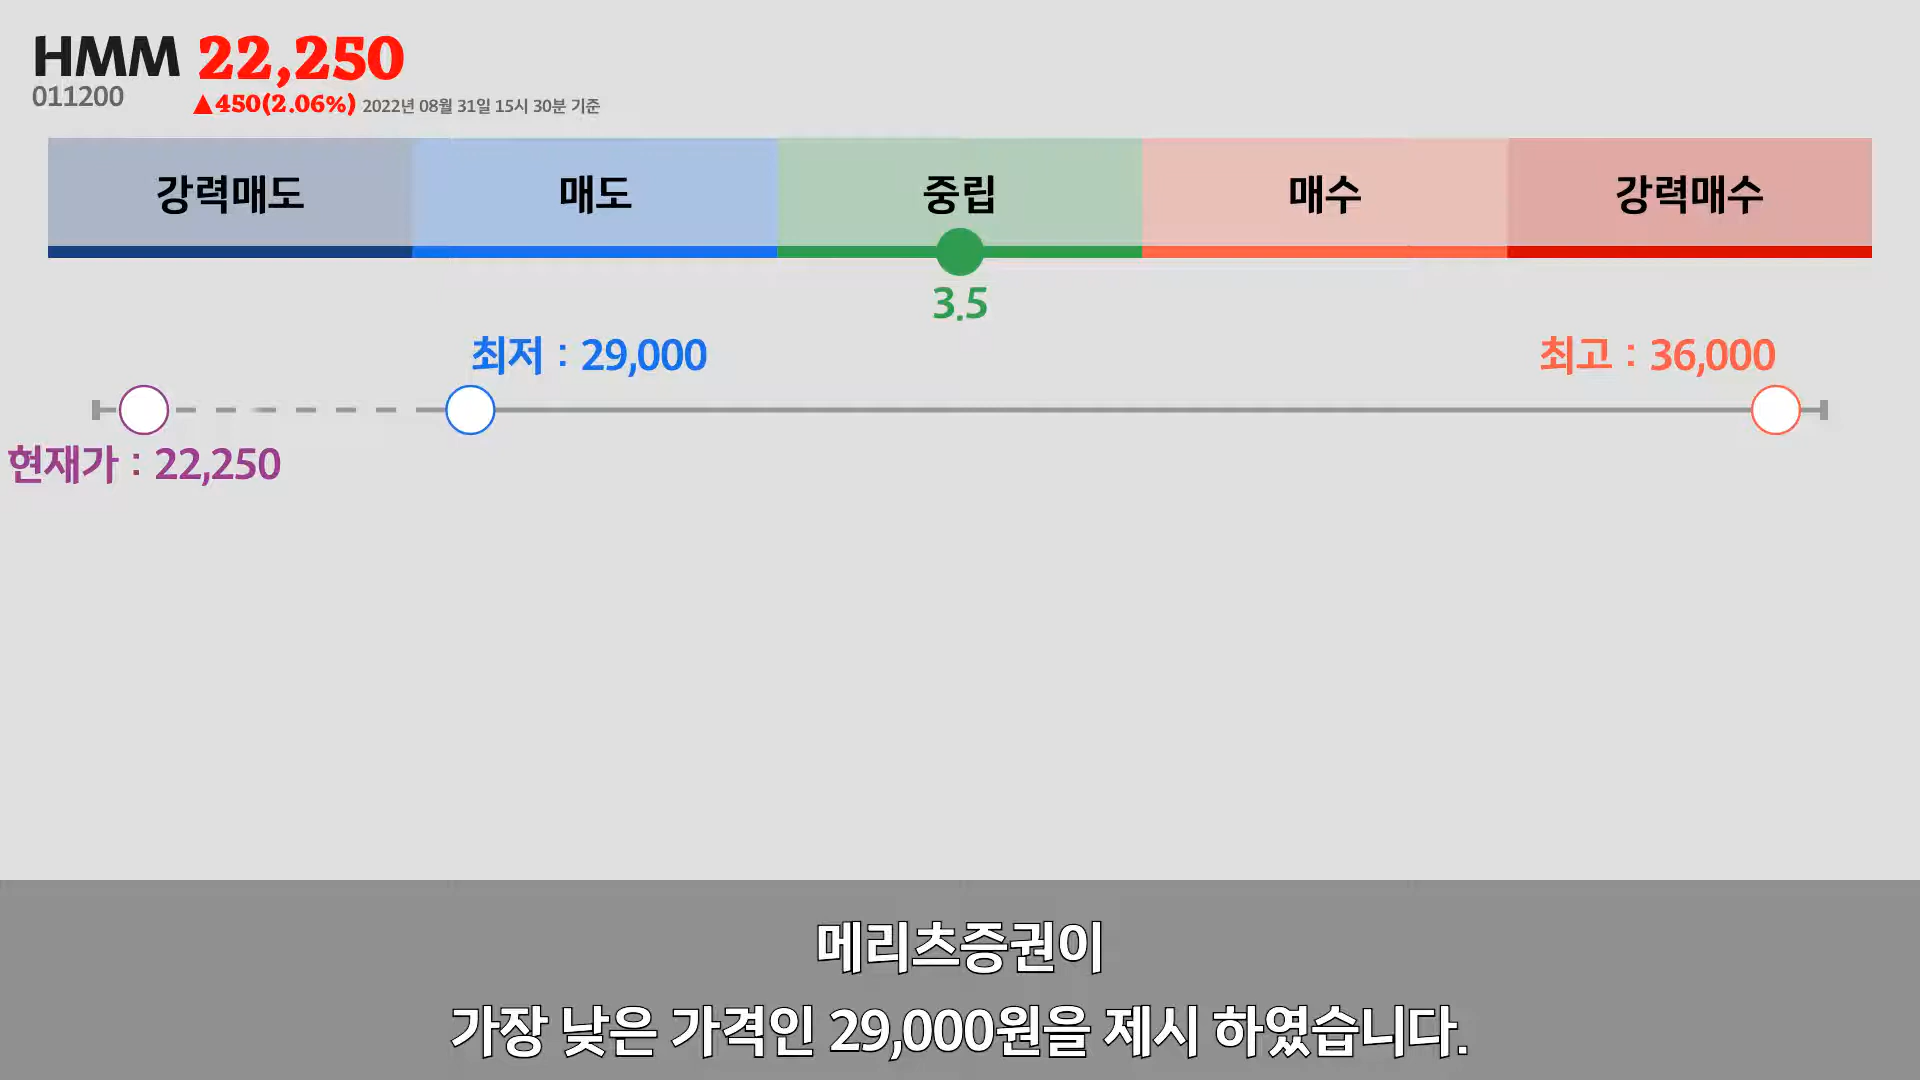 HMM 22,250
011200
▲450(2.06%) 2022년 08월 31일 15시 30분 기준
강력매도 매도 중립 매수 강력매수
3.5
최저 : 29,000 최고 : 36,000
현재가 : 22,250
메리츠증권이
가장 낮은 가격인 29,000원을 제시 하였습니다.